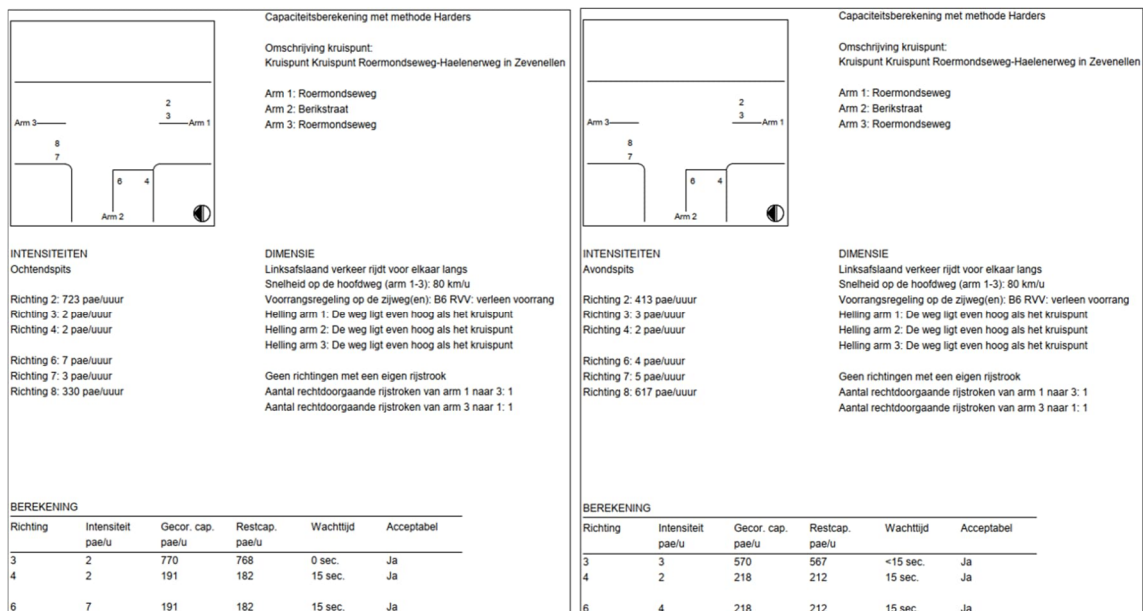 Capaciteitsberekening met methode Harders
Omschrijving kruispunt:
Kruispunt Kruispunt Roermondseweg-Haelenerweg in Zevenellen
Arm 1: Roermondseweg
Arm 2: Berikstraat
Arm 3: Roermondseweg
2
3
Arm 3
Arm 1
8
7
6 4
Arm 2
INTENSITEITEN
Ochtendspits
Richting 2: 723 pae/uuur
Richting 3: 2 pae/uuur
Richting 4: 2 pae/uuur
Richting 6: 7 pae/uuur
Richting 7: 3 pae/uuur
Richting 8: 330 pae/uuur
DIMENSIE
Linksafslaand verkeer rijdt voor elkaar langs
Snelheid op de hoofdweg (arm 1-3): 80 km/u
Voorrangsregeling op de zijweg(en): B6 RVV: verleen voorrang
Helling arm 1: De weg ligt even hoog als het kruispunt
Helling arm 2: De weg ligt even hoog als het kruispunt
Helling arm 3: De weg ligt even hoog als het kruispunt
Geen richtingen met een eigen rijstrook
Aantal rechtdoorgaande rijstroken van arm 1 naar 3: 1
Aantal rechtdoorgaande rijstroken van arm 3 naar 1: 1
BEREKENING
Richting Intensiteit Gecor. cap. Restcap. Wachttijd Acceptabel
pae/u pae/u pae/u
3 2 770 768 0 sec. Ja
4 2 191 182 15 sec. Ja
6 7 191 182 15 sec. Ja
Capaciteitsberekening met methode Harders
Omschrijving kruispunt:
Kruispunt Kruispunt Roermondseweg-Haelenerweg in Zevenellen
Arm 1: Roermondseweg
Arm 2: Berikstraat
Arm 3: Roermondseweg
2
3
Arm 3
Arm 1
8
7
6 4
Arm 2
INTENSITEITEN
Avondspits
Richting 2: 413 pae/uuur
Richting 3: 3 pae/uuur
Richting 4: 2 pae/uuur
Richting 6: 4 pae/uuur
Richting 7: 5 pae/uuur
Richting 8: 617 pae/uuur
DIMENSIE
Linksafslaand verkeer rijdt voor elkaar langs
Snelheid op de hoofdweg (arm 1-3): 80 km/u
Voorrangsregeling op de zijweg(en): B6 RVV: verleen voorrang
Helling arm 1: De weg ligt even hoog als het kruispunt
Helling arm 2: De weg ligt even hoog als het kruispunt
Helling arm 3: De weg ligt even hoog als het kruispunt
Geen richtingen met een eigen rijstrook
Aantal rechtdoorgaande rijstroken van arm 1 naar 3: 1
Aantal rechtdoorgaande rijstroken van arm 3 naar 1: 1
BEREKENING
Richting Intensiteit Gecor. cap. Restcap. Wachttijd Acceptabel
pae/u pae/u pae/u
3 3 570 567 <15 sec. Ja
4 2 218 212 15 sec. Ja
6 4 218 212 15 sec. Ja